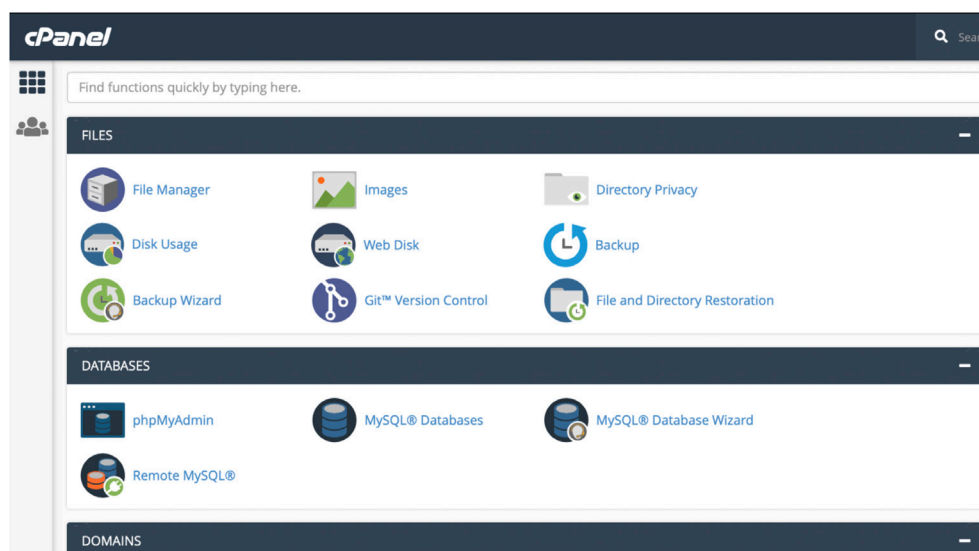 cPanel
Sear
Find functions quickly by typing here.
FILES
File Manager
Images
Directory Privacy
Disk Usage
Web Disk
Backup
Backup Wizard
Git™ Version Control
File and Directory Restoration
DATABASES
phpMyAdmin
MySQL® Databases
MySQL® Database Wizard
Remote MySQL®
DOMAINS